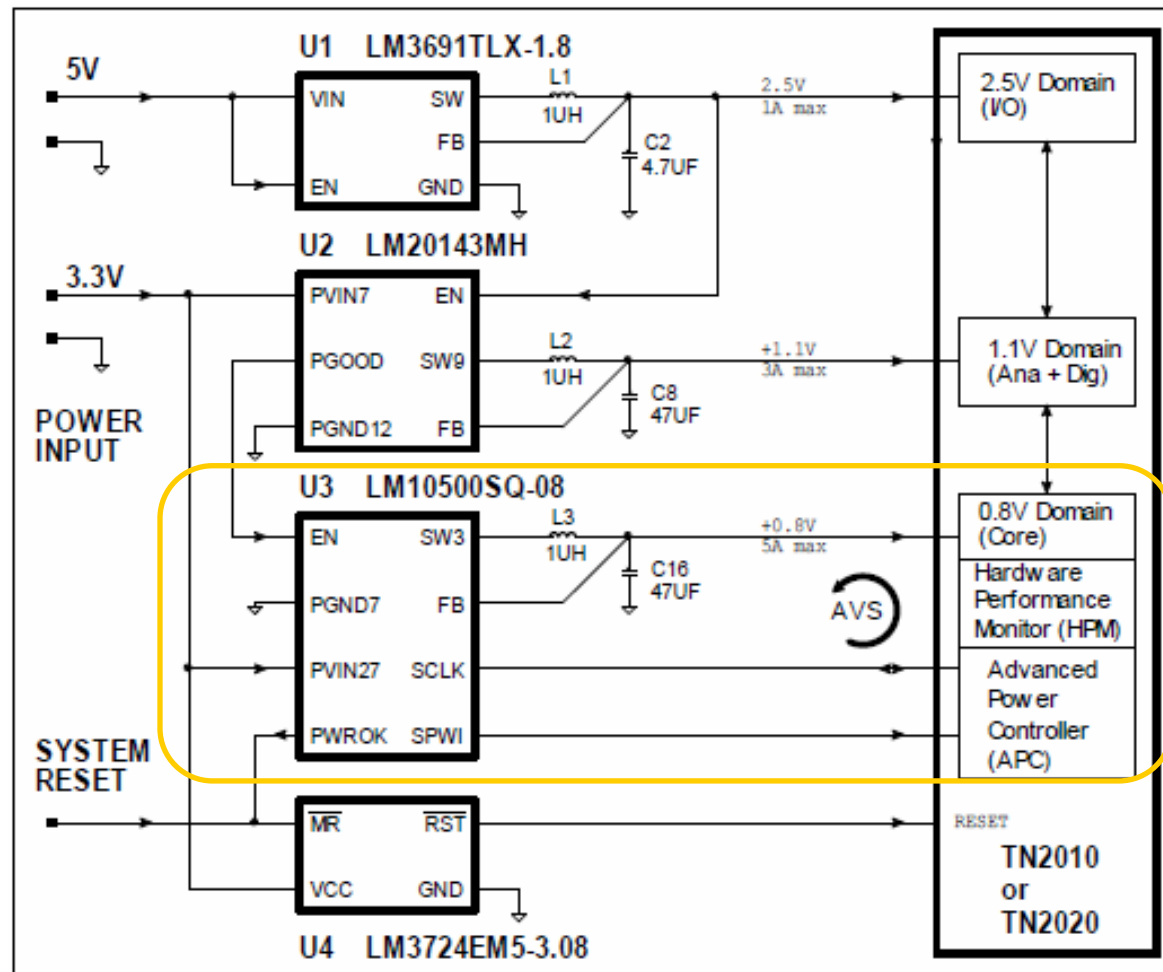 U1 LM3691TLX-1.8
5V
VIN SW
FB
EN GND
L1
1UH
C2
4.7UF
2.5V
1A max
2.5V Domain
(I/O)
U2 LM20143MH
3.3V
PVIN7 EN
PGOOD SW9
PGND12 FB
L2
1UH
C8
47UF
+1.1V
3A max
1.1V Domain
(Ana + Dig)
POWER
INPUT
U3 LM10500SQ-08
EN SW3
PGND7 FB
PVIN27 SCLK
PWROK SPWI
L3
1UH
C16
47UF
+0.8V
5A max
AVS
0.8V Domain
(Core)
Hardware
Performance
Monitor (HPM)
Advanced
Power
Controller
(APC)
SYSTEM
RESET
MR RST
VCC GND
U4 LM3724EM5-3.08
RESET
TN2010
or
TN2020